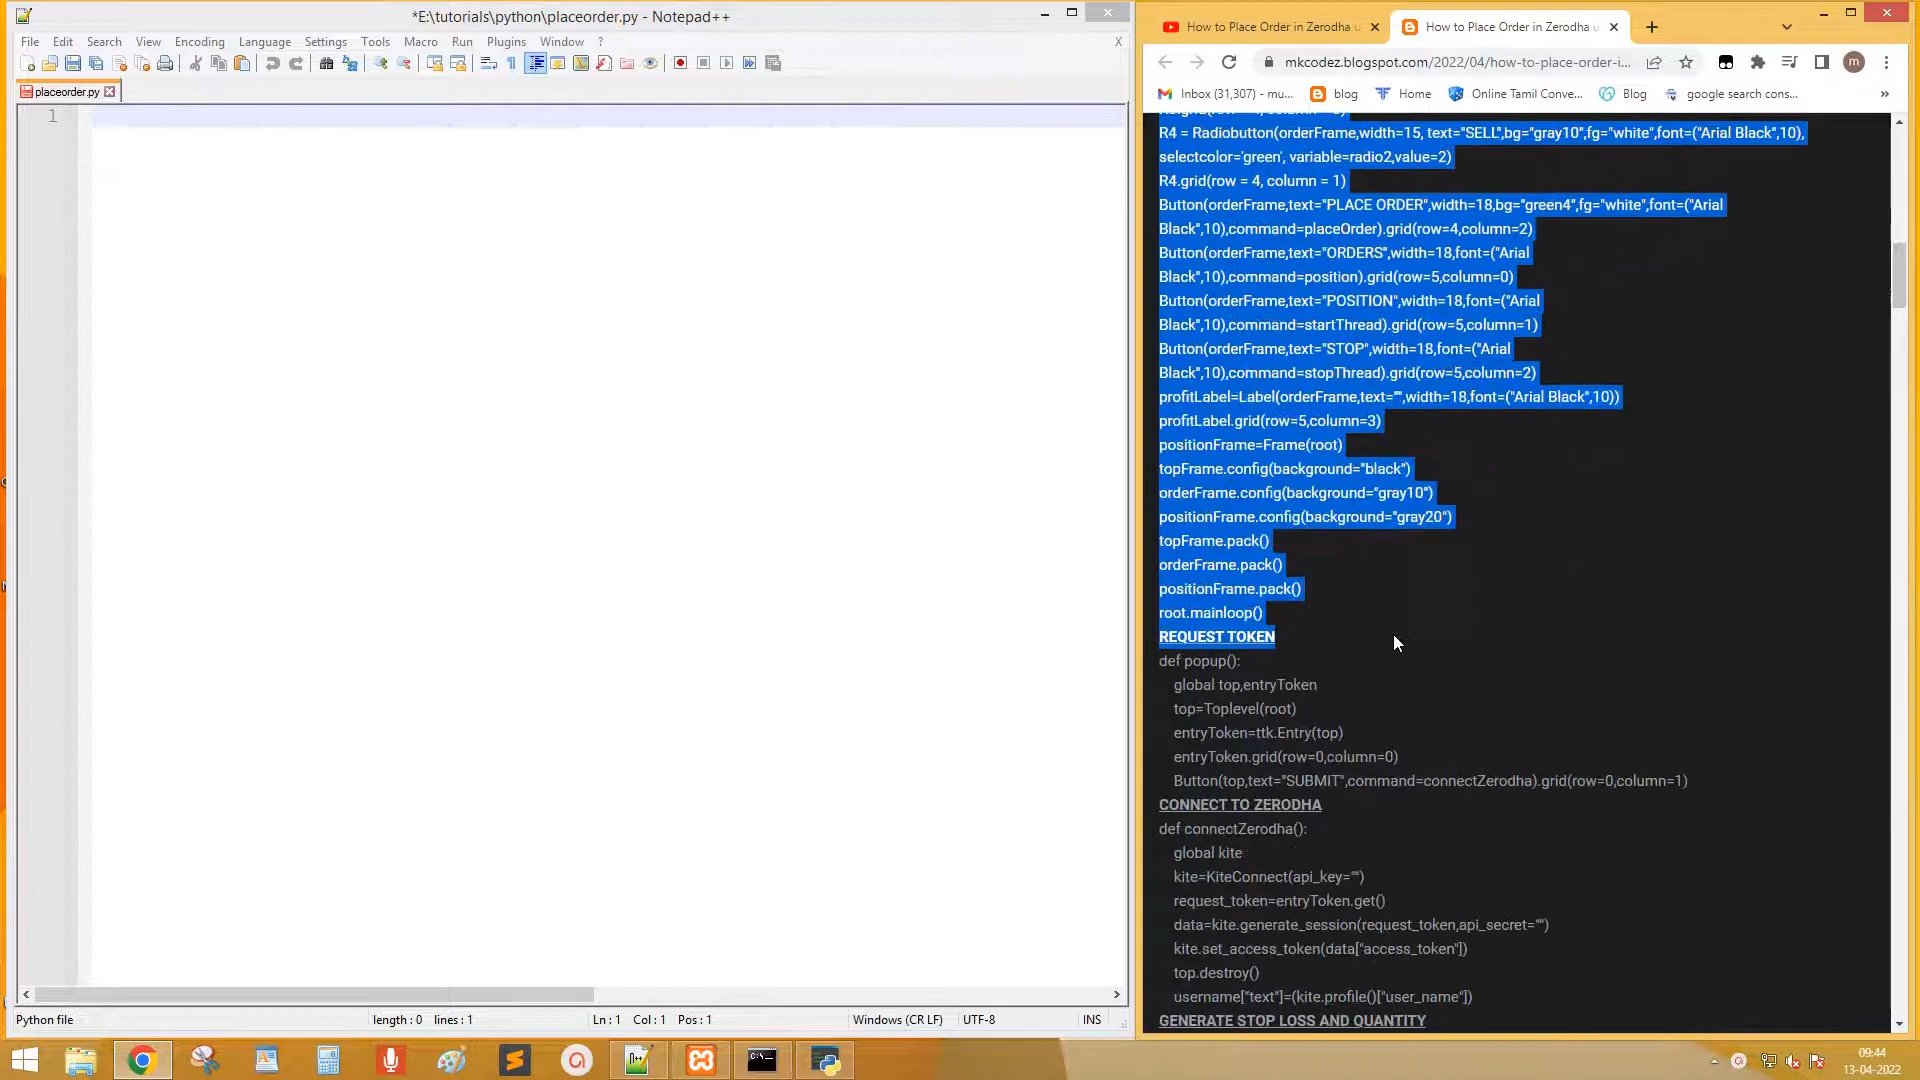 *E:\tutorials\python\placeorder.py - Notepad++
File Edit Search View Encoding Language Settings Tools Macro Run Plugins Window ?
X
placeorder.py
1
Python file
length : 0 lines : 1
Ln : 1 Col : 1 Pos : 1
Windows (CR LF)
UTF-8
INS
How to Place Order in Zerodha u
How to Place Order in Zerodha u
mkcodez.blogspot.com/2022/04/how-to-place-order-i...
m
Inbox (31,307) - mu...
blog
Home
Online Tamil Conve...
Blog
google search cons...
»
R4 = Radiobutton(orderFrame,width=15, text="SELL",bg="gray10",fg="white",font=("Arial Black",10),
selectcolor='green', variable=radio2,value=2)
R4.grid(row = 4, column = 1)
Button(orderFrame,text="PLACE ORDER",width=18,bg="green4",fg="white",font=("Arial
Black",10),command=placeOrder).grid(row=4,column=2)
Button(orderFrame,text="ORDERS",width=18,font=("Arial
Black",10),command=position).grid(row=5,column=0)
Button(orderFrame,text="POSITION",width=18,font=("Arial
Black",10),command=startThread).grid(row=5,column=1)
Button(orderFrame,text="STOP",width=18,font=("Arial
Black",10),command=stopThread).grid(row=5,column=2)
profitLabel=Label(orderFrame,text="",width=18,font=("Arial Black",10))
profitLabel.grid(row=5,column=3)
positionFrame=Frame(root)
topFrame.config(background="black")
orderFrame.config(background="gray10")
positionFrame.config(background="gray20")
topFrame.pack()
orderFrame.pack()
positionFrame.pack()
root.mainloop()
REQUEST TOKEN
def popup():
global top,entryToken
top=Toplevel(root)
entryToken=ttk.Entry(top)
entryToken.grid(row=0,column=0)
Button(top,text="SUBMIT",command=connectZerodha).grid(row=0,column=1)
CONNECT TO ZERODHA
def connectZerodha():
global kite
kite=KiteConnect(api_key="")
request_token=entryToken.get()
data=kite.generate_session(request_token,api_secret="")
kite.set_access_token(data["access_token"])
top.destroy()
username["text"]=(kite.profile()["user_name"])
GENERATE STOP LOSS AND QUANTITY
09:44
13-04-2022